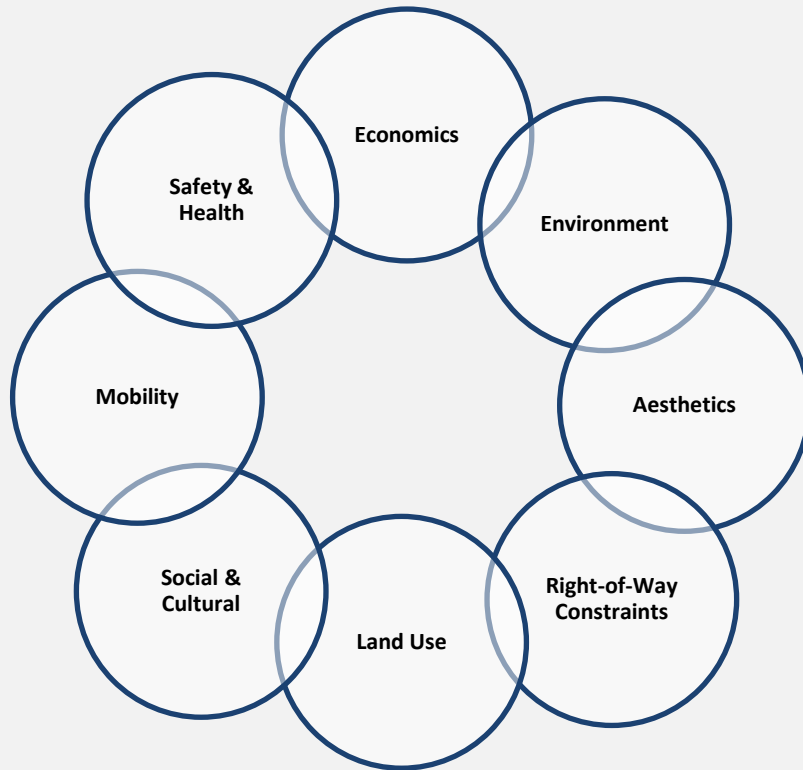 Economics
Environment
Aesthetics
Right-of-Way
Constraints
Land Use
Social &
Cultural
Mobility
Safety &
Health